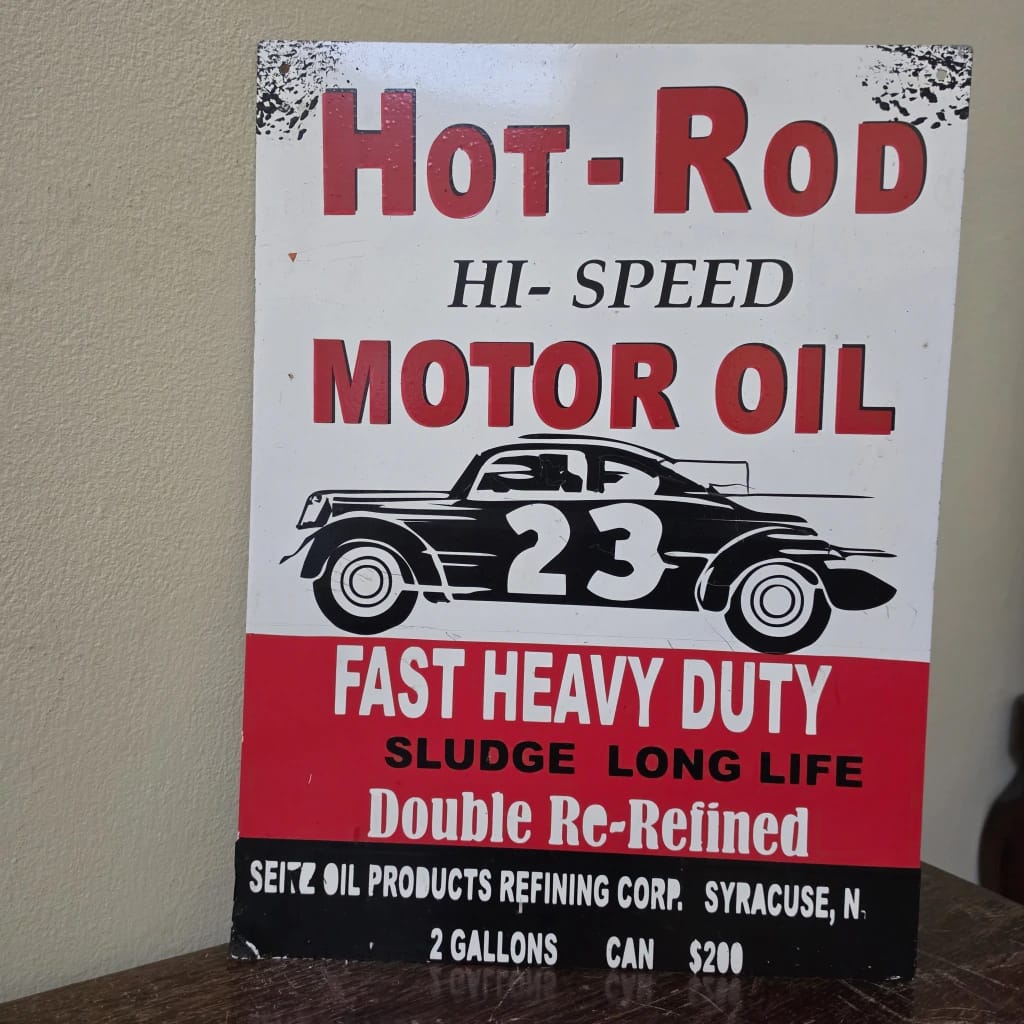 HOT-ROD
HI- SPEED
MOTOR OIL
23
FAST HEAVY DUTY
SLUDGE LONG LIFE
Double Re-Refined
SEITZ OIL PRODUCTS REFINING CORP. SYRACUSE, N.
2 GALLONS CAN $200